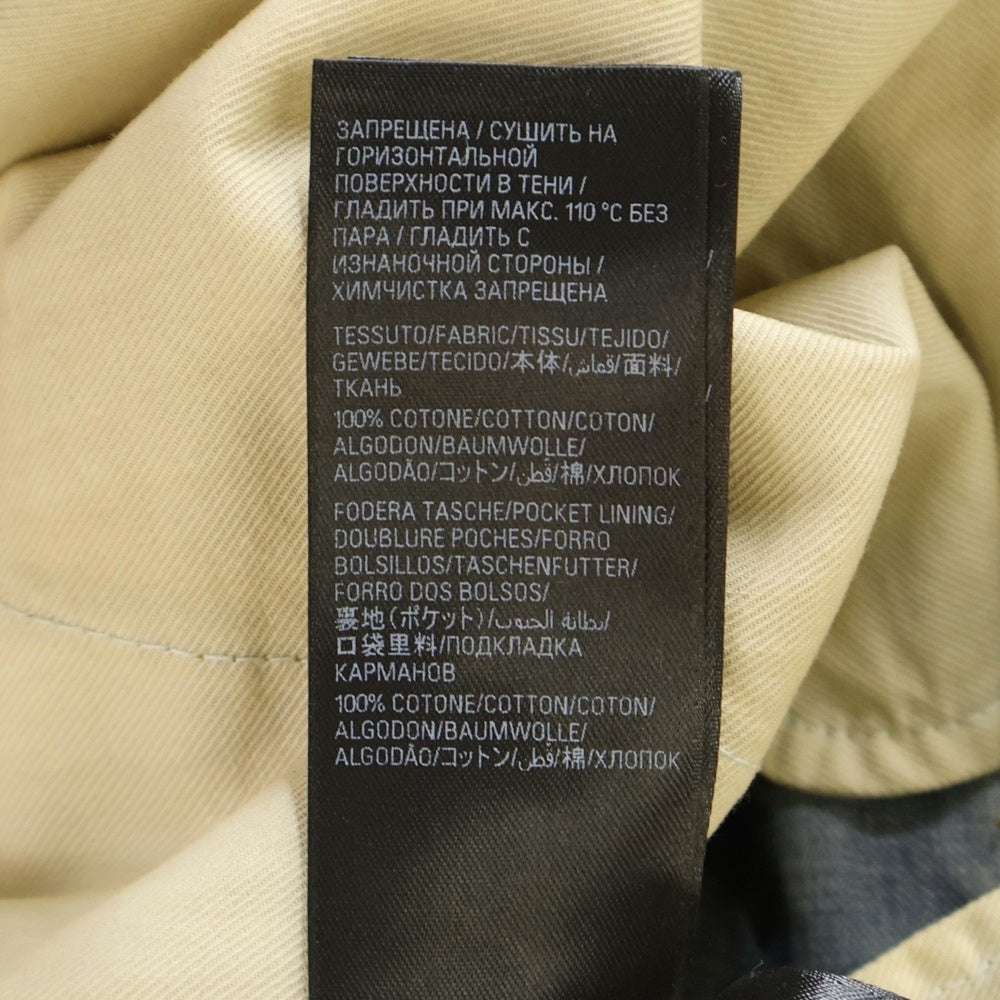 ЗАПРЕЩЕНА / СУШИТЬ НА
ГОРИЗОНТАЛЬНОЙ
ПОВЕРХНОСТИ В ТЕНИ /
ГЛАДИТЬ ПРИ МАКС. 110 °C БЕЗ
ПАРА / ГЛАДИТЬ С
ИЗНАНОЧНОЙ СТОРОНЫ /
ХИМЧИСТКА ЗАПРЕЩЕНА
TESSUTO/FABRIC/TISSU/TEJIDO/
GEWEBE/TECIDO/本体/قماش/面料/
ТКАНЬ
100% COTONE/COTTON/COTON/
ALGODON/BAUMWOLLE/
ALGODÃO/コットン/قطن/棉/ХЛОПОК
FODERA TASCHE/POCKET LINING/
DOUBLURE POCHES/FORRO
BOLSILLOS/TASCHENFUTTER/
FORRO DOS BOLSOS/
裏地(ポケット)/بطانة الجيوب/
口袋里料/ПОДКЛАДКА
КАРМАНОВ
100% COTONE/COTTON/COTON/
ALGODON/BAUMWOLLE/
ALGODÃO/コットン/قطن/棉/ХЛОПОК